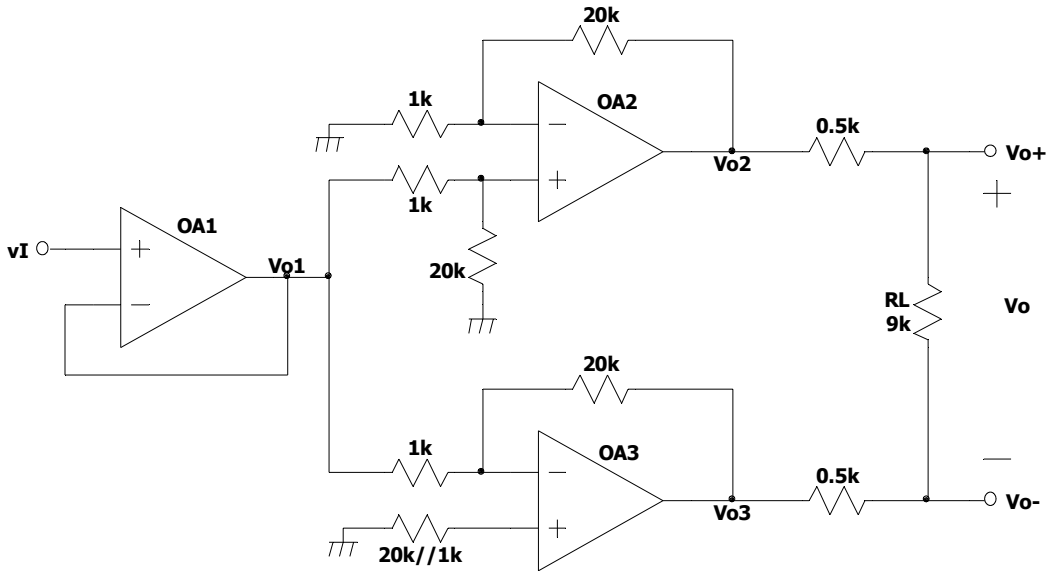 20k
1k
OA2
0.5k
Vo2
Vo+
1k
OA1
vI
Vo1
20k
RL
9k
Vo
20k
1k
OA3
0.5k
Vo3
Vo-
20k//1k